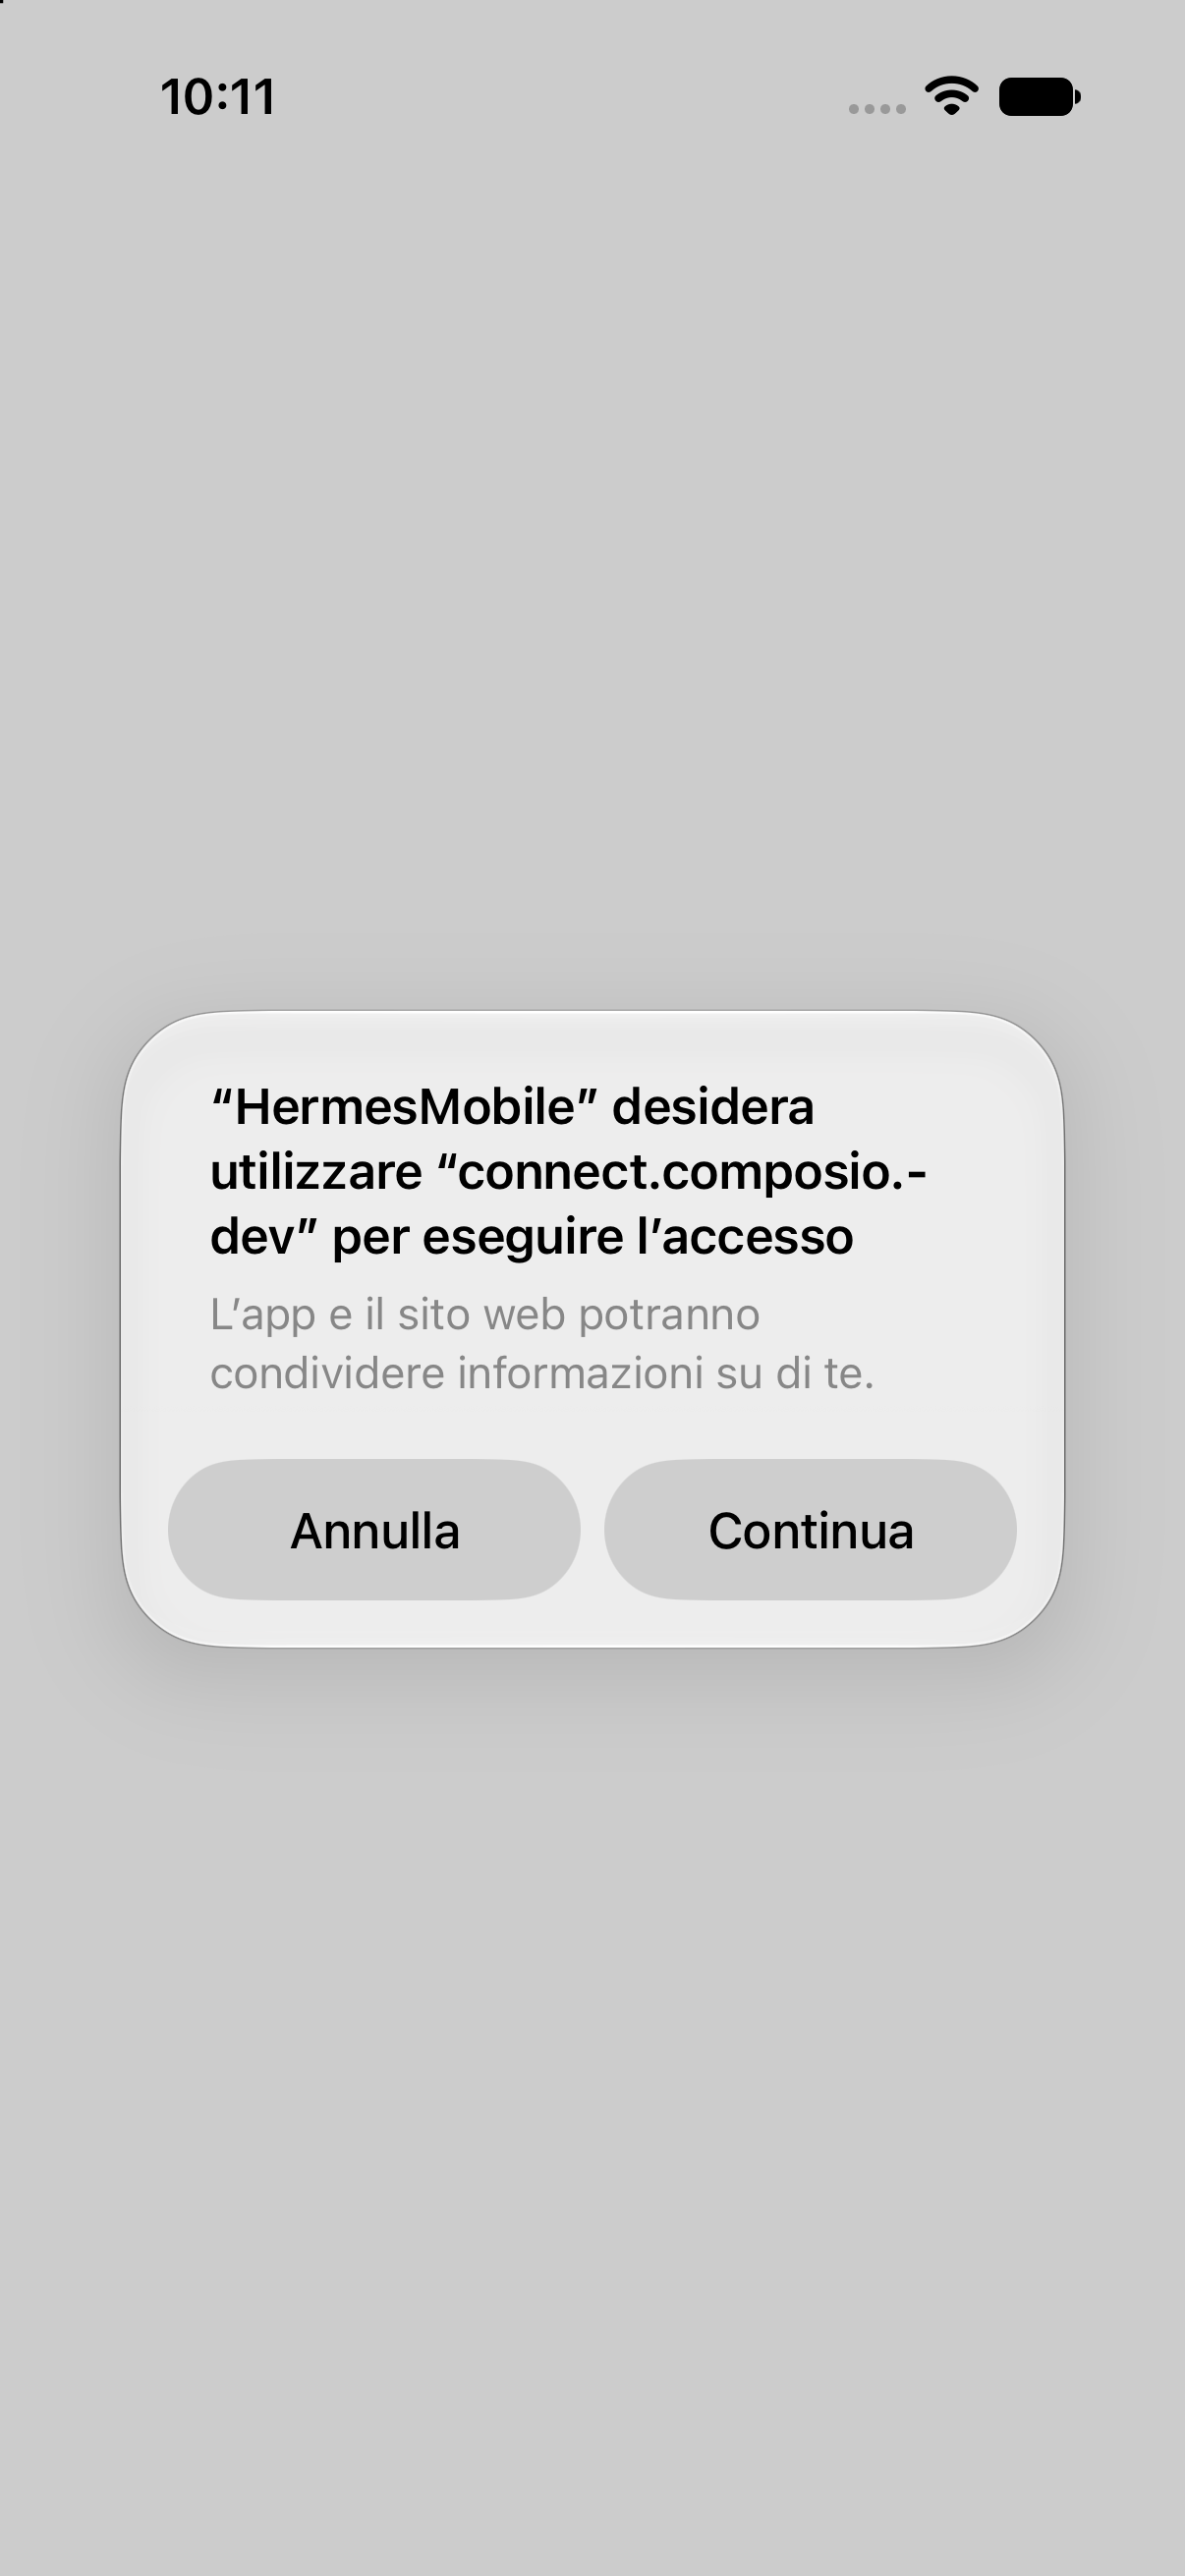 10:11
“HermesMobile” desidera
utilizzare “connect.composio.-
dev” per eseguire l’accesso
L’app e il sito web potranno
condividere informazioni su di te.
Annulla
Continua